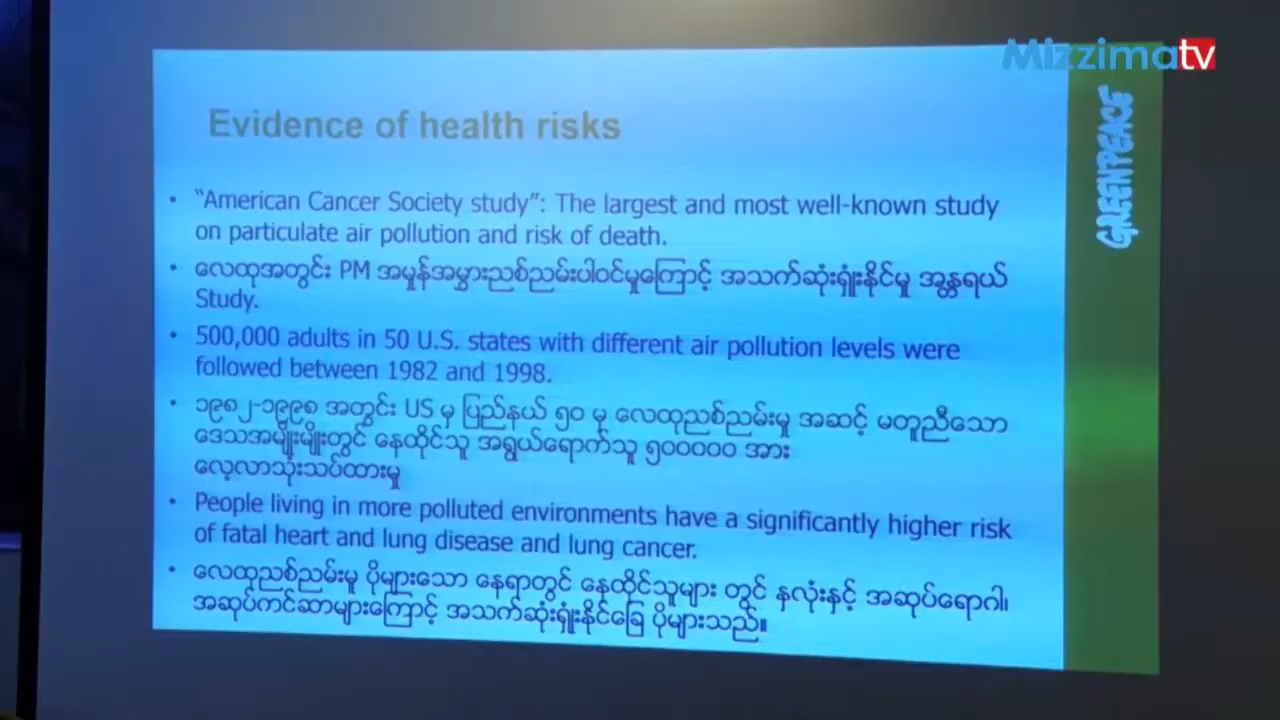 Mizzima tv
GREENPEACE
Evidence of health risks
• “American Cancer Society study”: The largest and most well-known study
on particulate air pollution and risk of death.
• လေထုအတွင်း PM အမှုန်အမွှားညစ်ညမ်းပါဝင်မှုကြောင့် အသက်ဆုံးရှုံးနိုင်မှု အန္တရယ်
Study.
• 500,000 adults in 50 U.S. states with different air pollution levels were
followed between 1982 and 1998.
• ၁၉၈၂-၁၉၉၈ အတွင်း US မှ ပြည်နယ် ၅၀ မှ လေထုညစ်ညမ်းမှု အဆင့် မတူညီသော
ဒေသအမျိုးမျိုးတွင် နေထိုင်သူ အရွယ်ရောက်သူ ၅၀၀၀၀၀ အား
လေ့လာသုံးသပ်ထားမှု
• People living in more polluted environments have a significantly higher risk
of fatal heart and lung disease and lung cancer.
• လေထုညစ်ညမ်းမှု ပိုများသော နေရာတွင် နေထိုင်သူများ တွင် နှလုံးနှင့် အဆုပ်ရောဂါ၊
အဆုပ်ကင်ဆာများကြောင့် အသက်ဆုံးရှုံးနိုင်ခြေ ပိုများသည်။